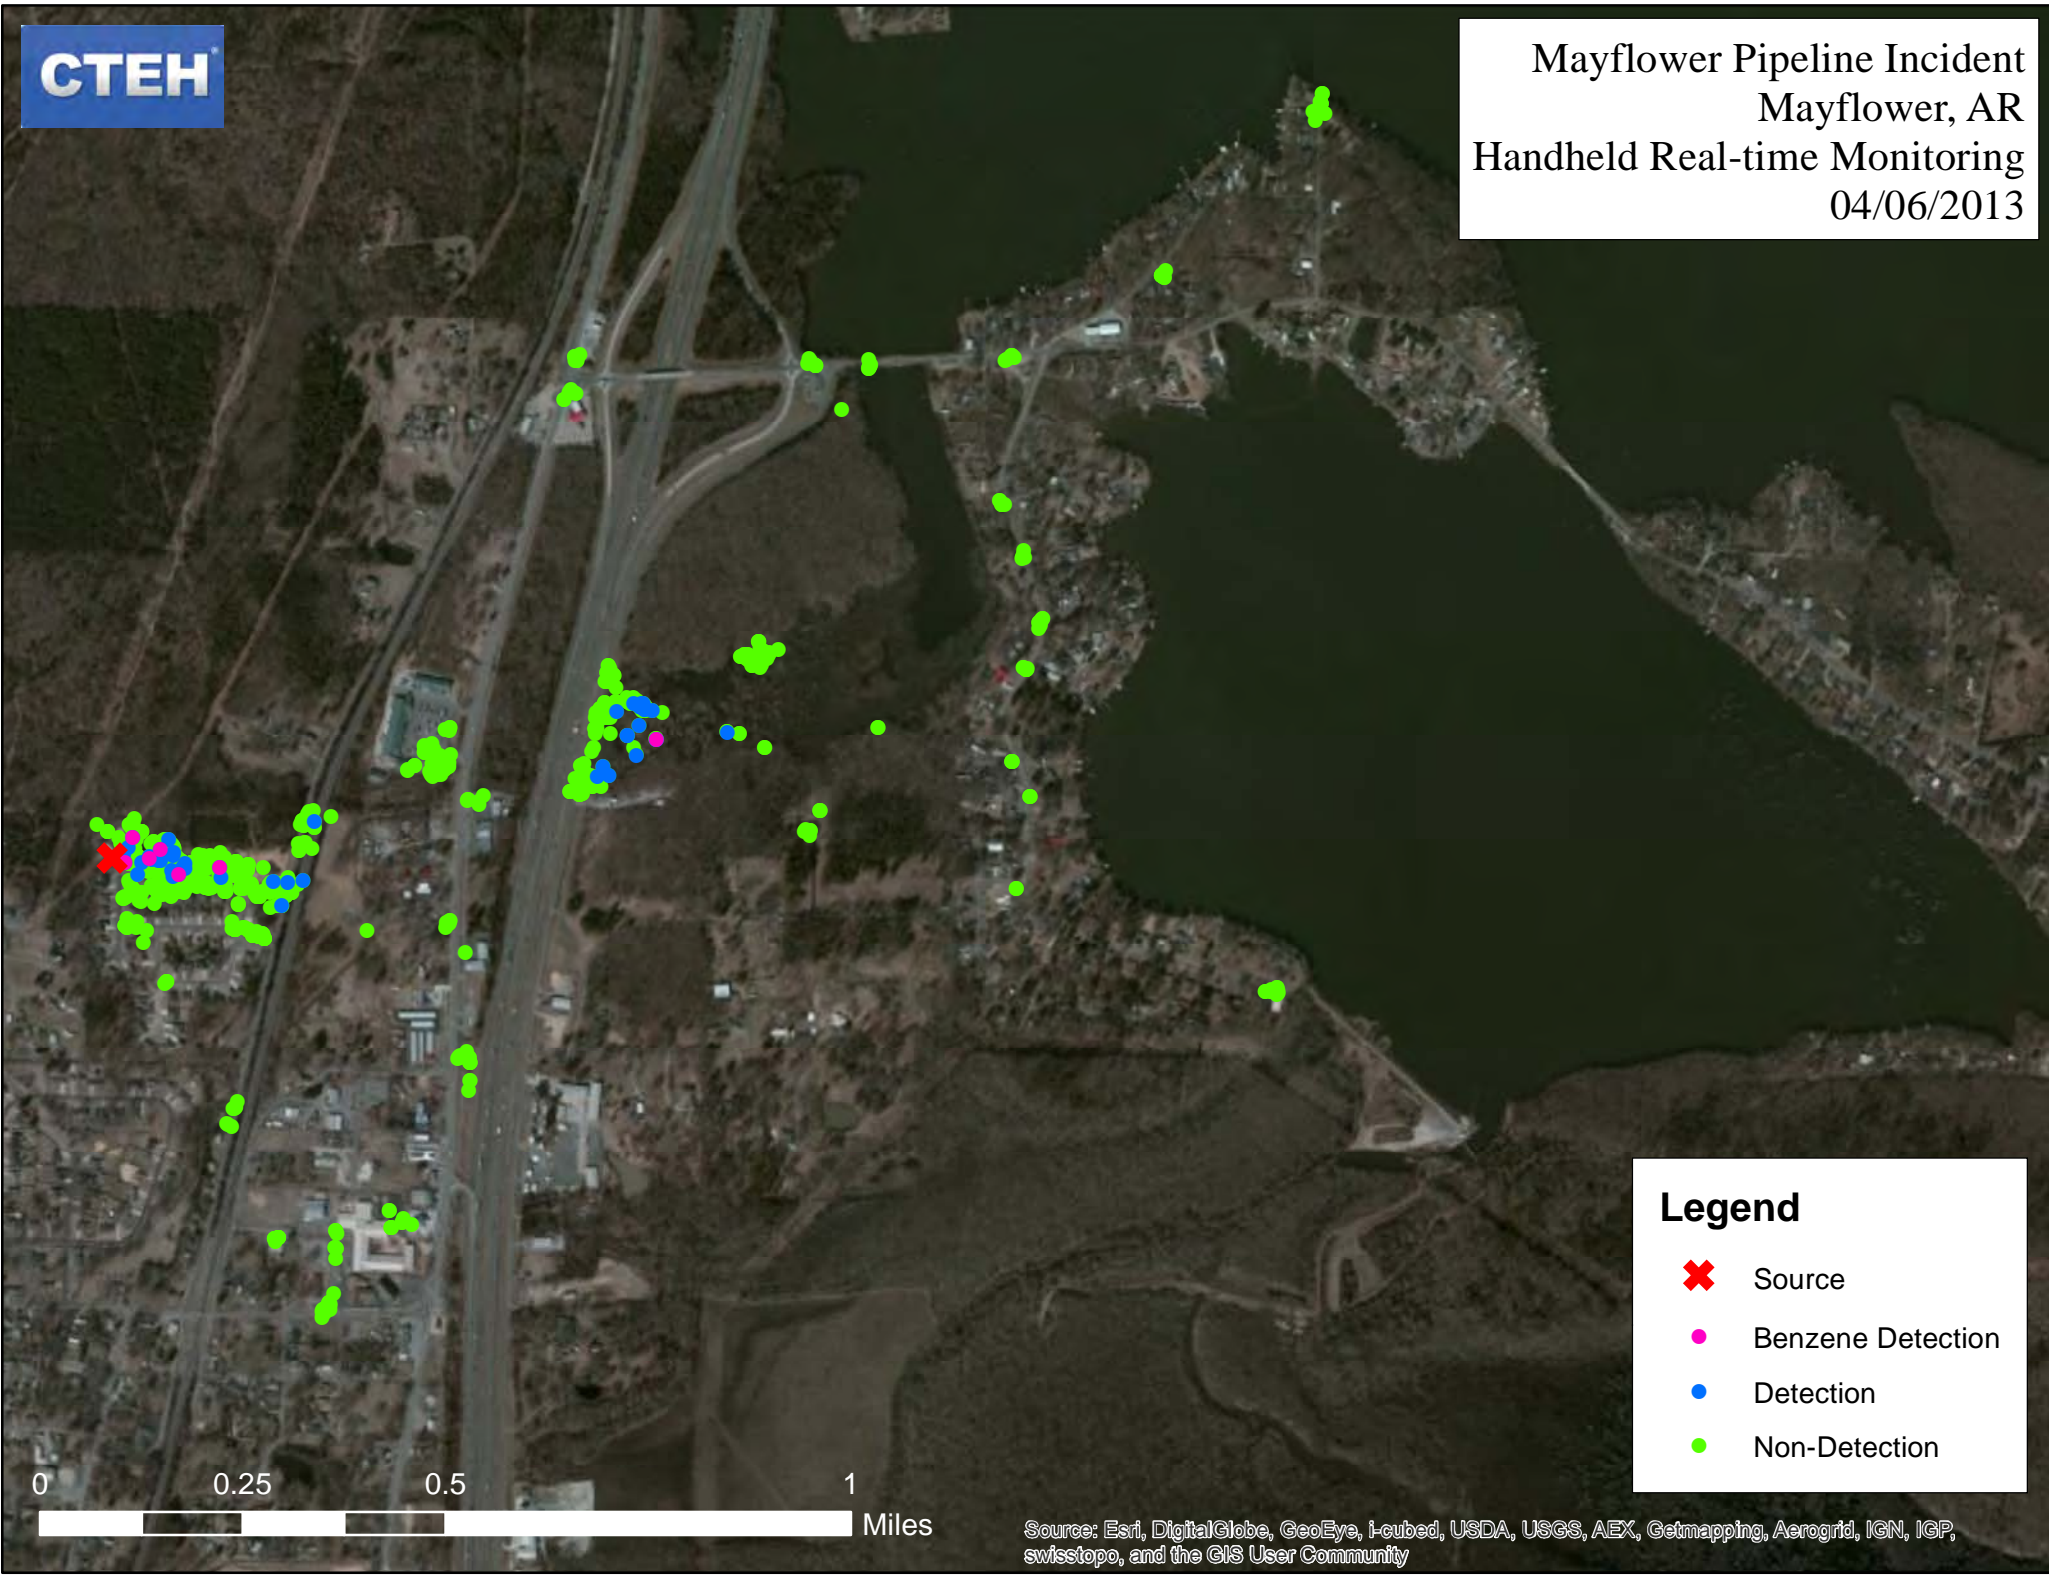 CTEH®
Mayflower Pipeline Incident
Mayflower, AR
Handheld Real-time Monitoring
04/06/2013
Legend
Source
Benzene Detection
Detection
Non-Detection
0 0.25 0.5 1
Miles
Source: Esri, DigitalGlobe, GeoEye, i-cubed, USDA, USGS, AEX, Getmapping, Aerogrid, IGN, IGP,
swisstopo, and the GIS User Community